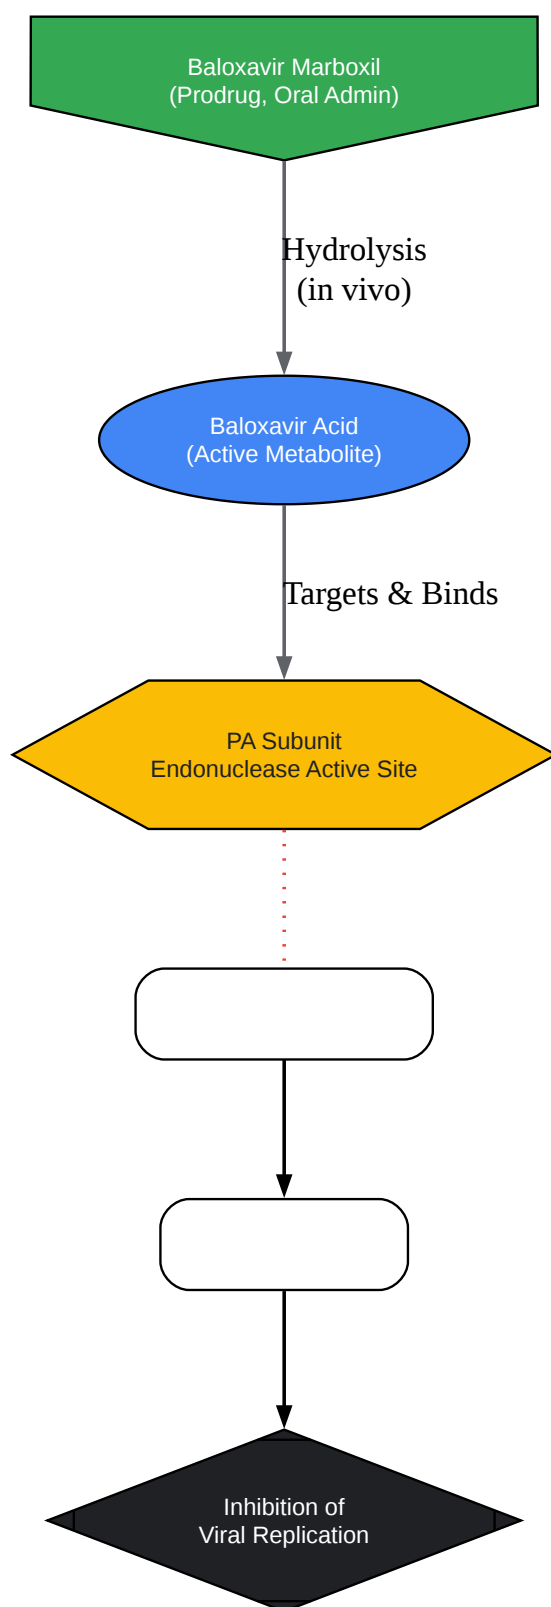 Baloxavir Marboxil
(Prodrug, Oral Admin)
Hydrolysis
(in vivo)
Baloxavir Acid
(Active Metabolite)
Targets & Binds
PA Subunit
Endonuclease Active Site
Inhibition of
Viral Replication